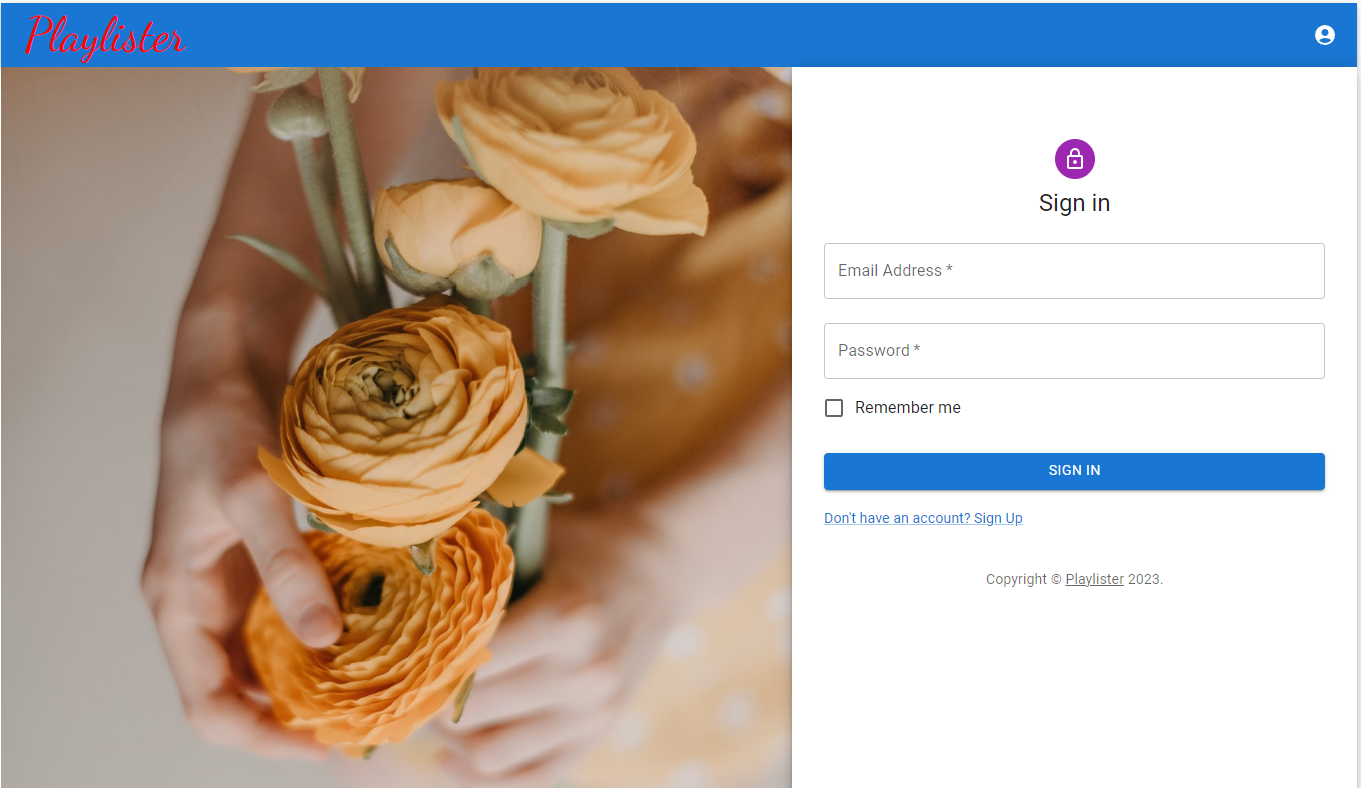 Playlister
Sign in
Email Address *
Password *
Remember me
SIGN IN
Don't have an account? Sign Up
Copyright © Playlister 2023.